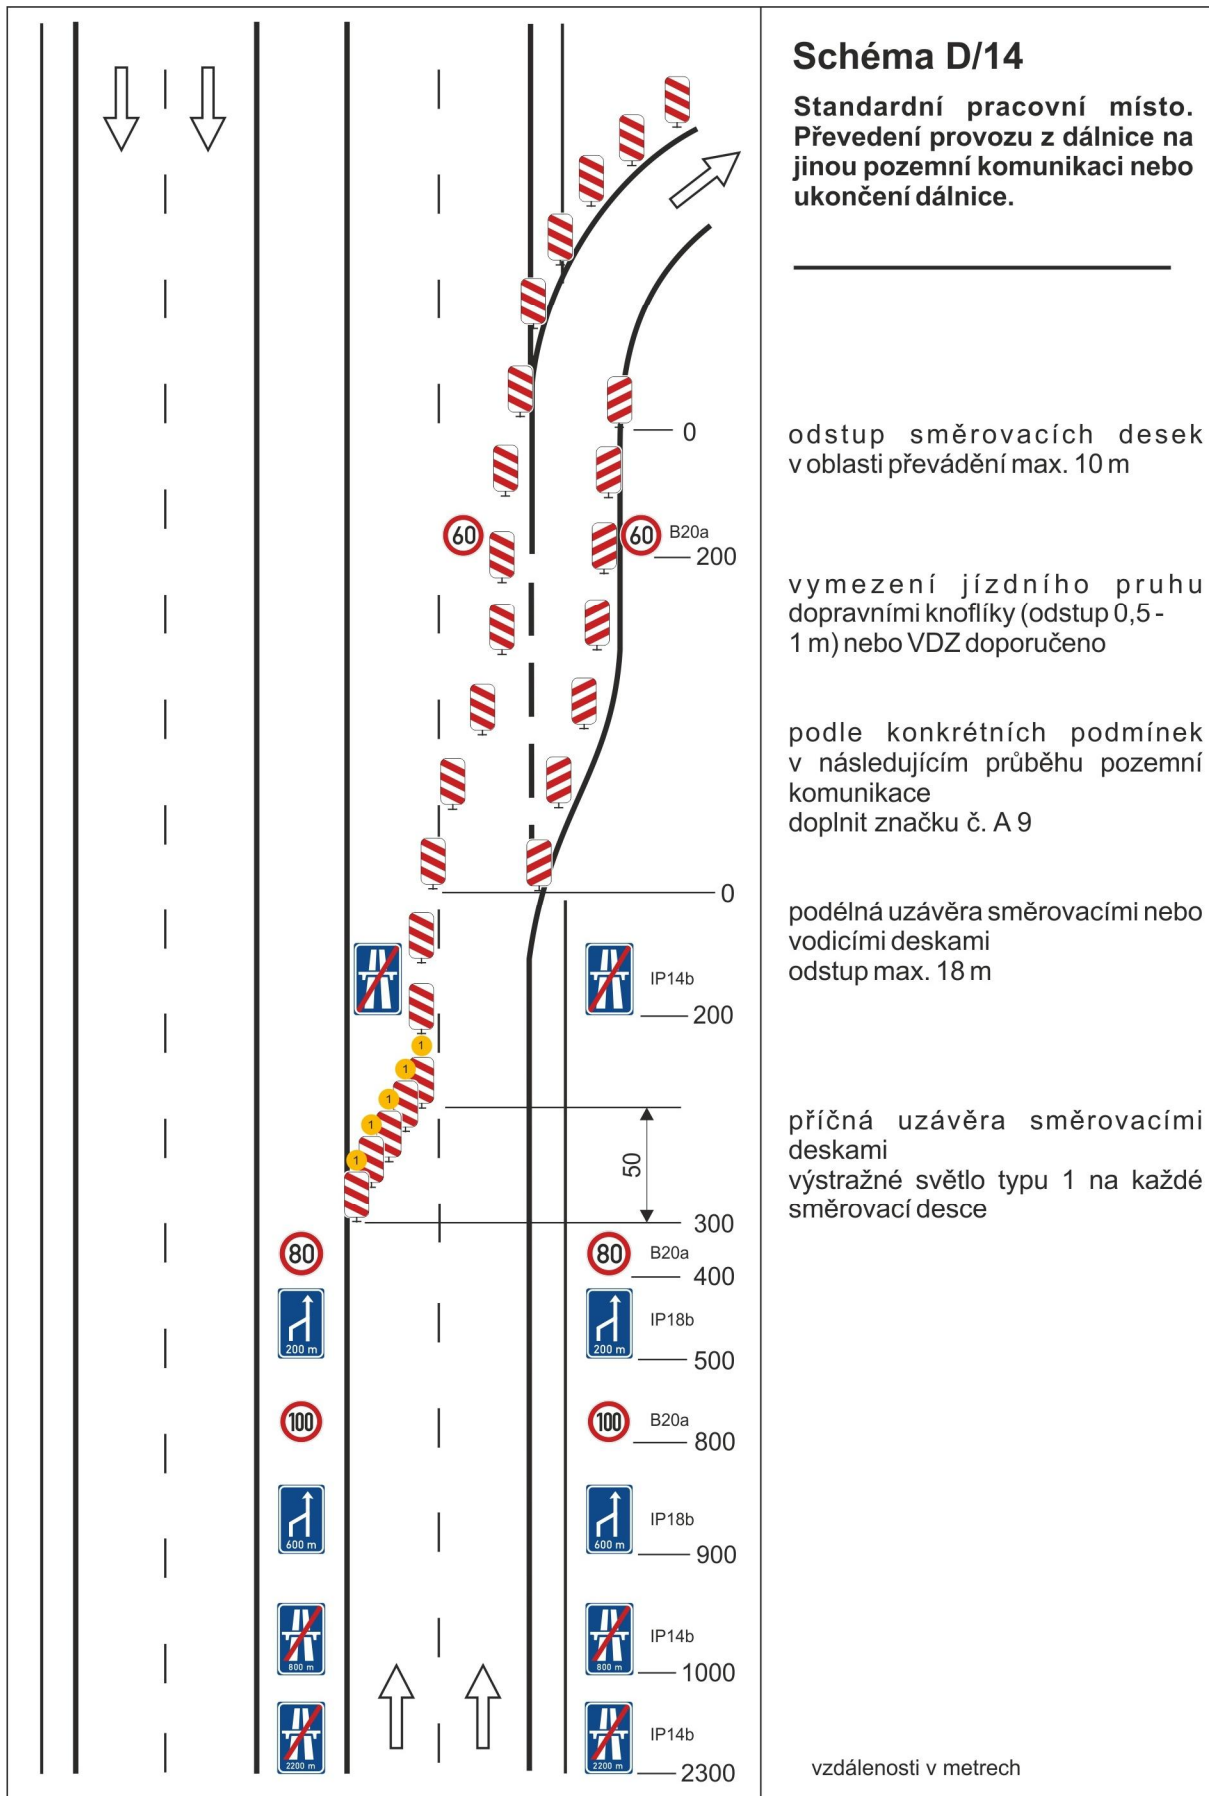 Schéma D/14
Standardní pracovní místo.
Převedení provozu z dálnice na
jinou pozemní komunikaci nebo
ukončení dálnice.
0
odstup směrovacích desek
v oblasti převádění max. 10 m
60
60
B20a
200
vymezení jízdního pruhu
dopravními knoflíky (odstup 0,5 -
1 m) nebo VDZ doporučeno
podle konkrétních podmínek
v následujícím průběhu pozemní
komunikace
doplnit značku č. A 9
0
podélná uzávěra směrovacími nebo
vodicími deskami
odstup max. 18 m
IP14b
200
1
1
1
1
1
50
příčná uzávěra směrovacími
deskami
výstražné světlo typu 1 na každé
směrovací desce
300
80
80
B20a
400
200 m
200 m
IP18b
500
100
100
B20a
800
600 m
600 m
IP18b
900
800 m
800 m
IP14b
1000
2200 m
2200 m
IP14b
2300
vzdálenosti v metrech